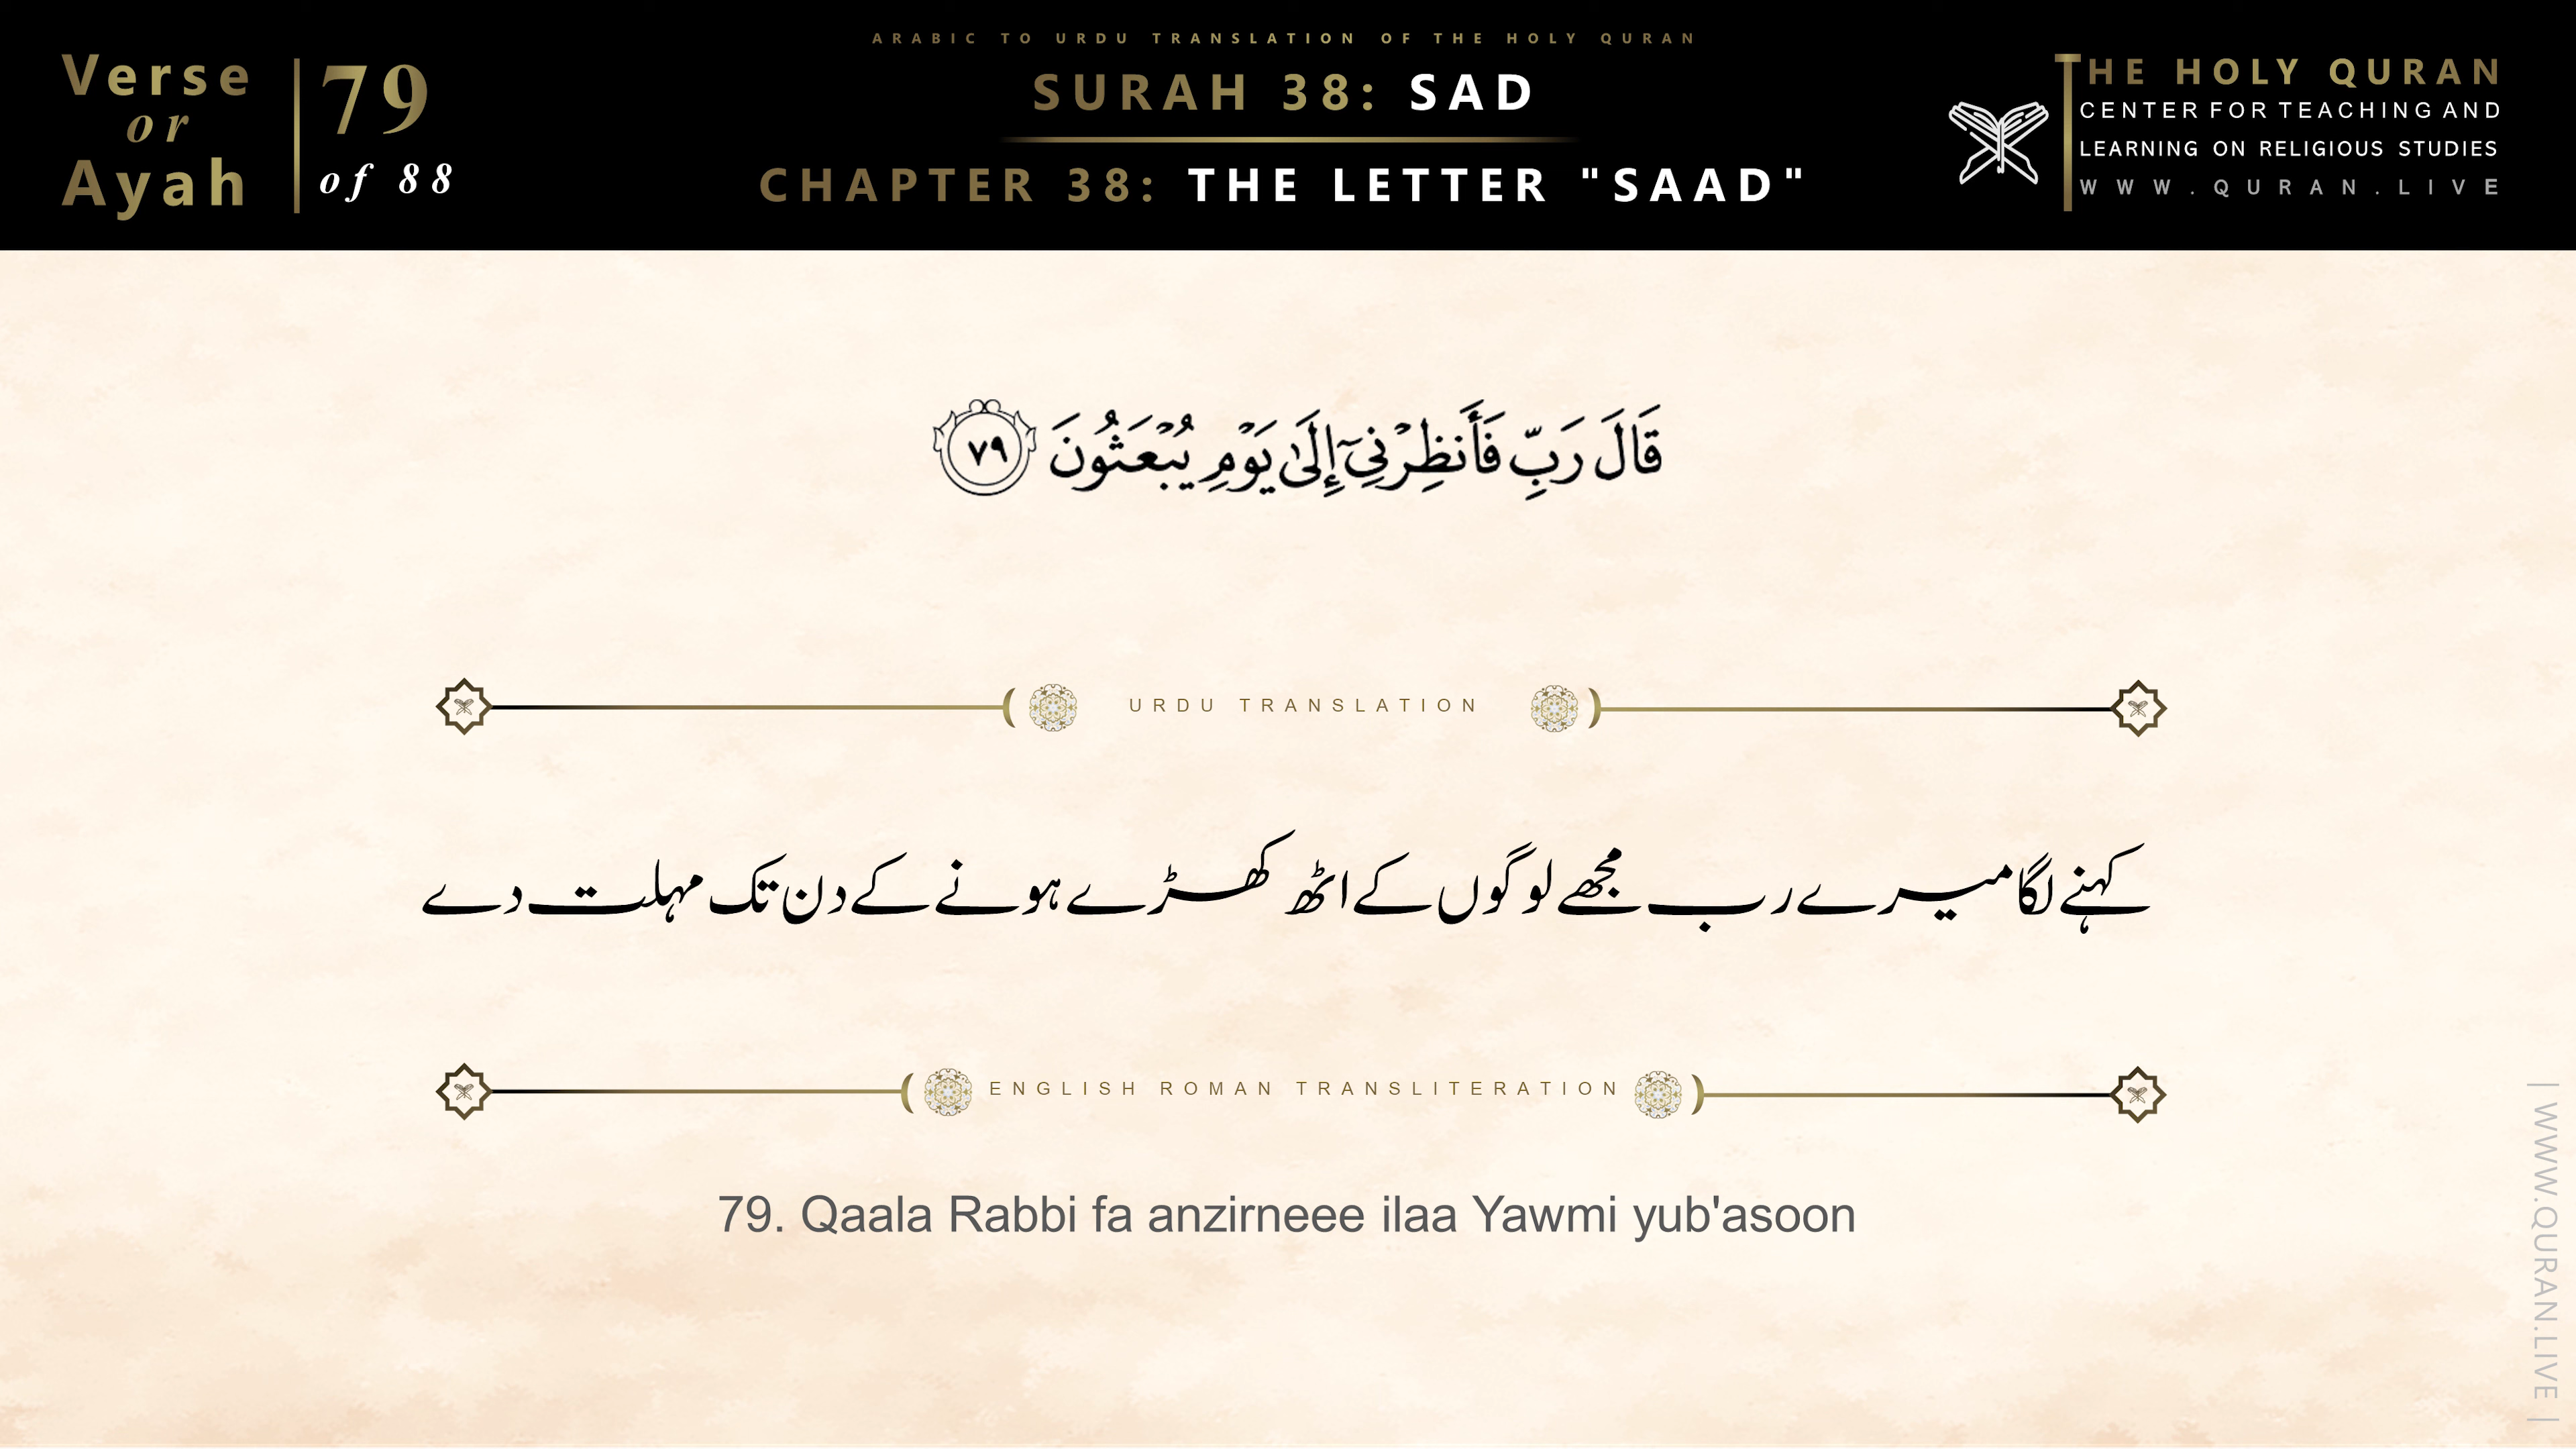 ARABIC TO URDU TRANSLATION OF THE HOLY QURAN
Verse
or
Ayah
79
of 88
SURAH 38: SAD
CHAPTER 38: THE LETTER "SAAD"
THE HOLY QURAN
CENTER FOR TEACHING AND
LEARNING ON RELIGIOUS STUDIES
WWW.QURAN.LIVE
قَالَ رَبِّ فَأَنظِرْنِىٓ إِلَىٰ يَوْمِ يُبْعَثُونَ ٧٩
URDU TRANSLATION
کہنے لگا میرے رب مجھے لوگوں کے اٹھ کھڑے ہونے کے دن تک مہلت دے
ENGLISH ROMAN TRANSLITERATION
79. Qaala Rabbi fa anzirneee ilaa Yawmi yub'asoon
| WWW.QURAN.LIVE |